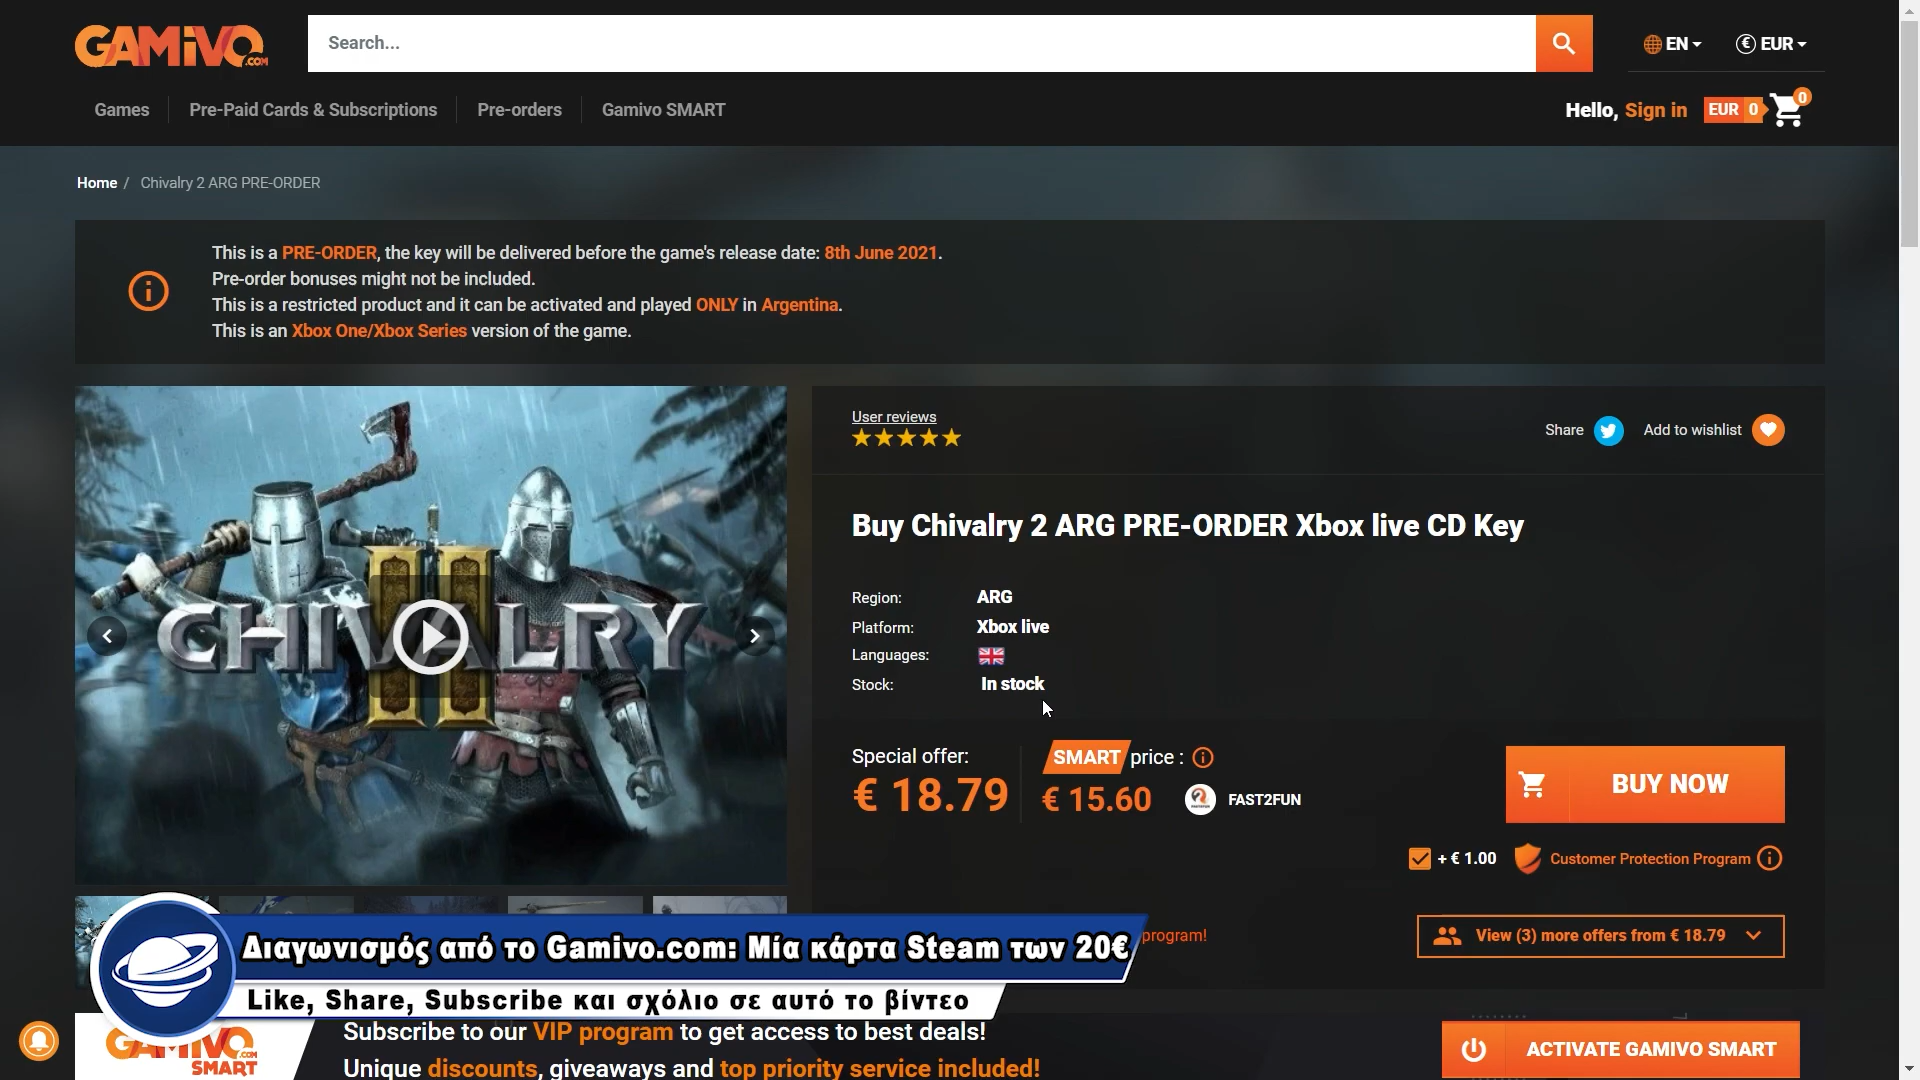 GAMIVO.COM
Search...
EN
€ EUR
Games
Pre-Paid Cards & Subscriptions
Pre-orders
Gamivo SMART
Hello, Sign in
EUR 0
0
Home / Chivalry 2 ARG PRE-ORDER
This is a PRE-ORDER, the key will be delivered before the game's release date: 8th June 2021.
Pre-order bonuses might not be included.
This is a restricted product and it can be activated and played ONLY in Argentina.
This is an Xbox One/Xbox Series version of the game.
CHIVALRY
II
User reviews
Share
Add to wishlist
Buy Chivalry 2 ARG PRE-ORDER Xbox live CD Key
Region: ARG
Platform: Xbox live
Languages:
Stock: In stock
Special offer:
€ 18.79
SMART price :
€ 15.60
FAST2FUN
BUY NOW
+ € 1.00
Customer Protection Program
program!
View (3) more offers from € 18.79
Διαγωνισμός από το Gamivo.com: Μία κάρτα Steam των 20€
Like, Share, Subscribe και σχόλιο σε αυτό το βίντεο
GAMIVO.COM
SMART
Subscribe to our VIP program to get access to best deals!
Unique discounts, giveaways and top priority service included!
ACTIVATE GAMIVO SMART